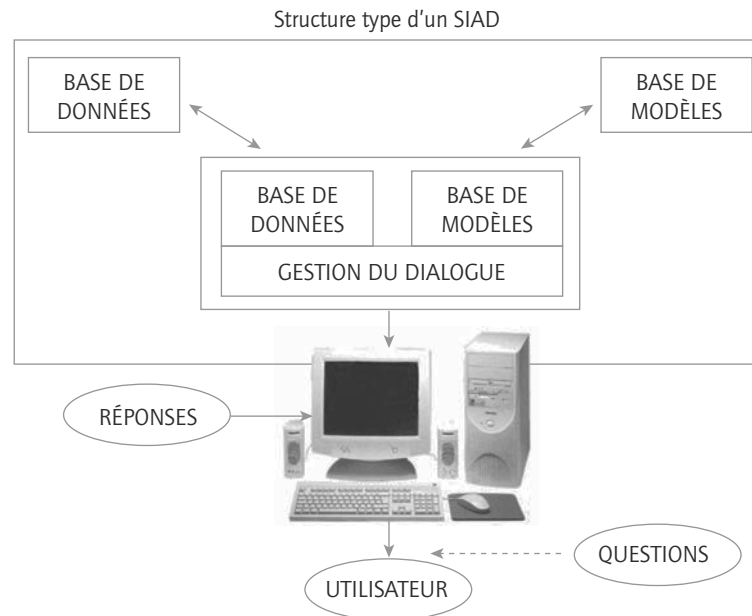 Structure type d’un SIAD
BASE DE
DONNÉES
BASE DE
MODÈLES
BASE DE
DONNÉES
BASE DE
MODÈLES
GESTION DU DIALOGUE
RÉPONSES
QUESTIONS
UTILISATEUR